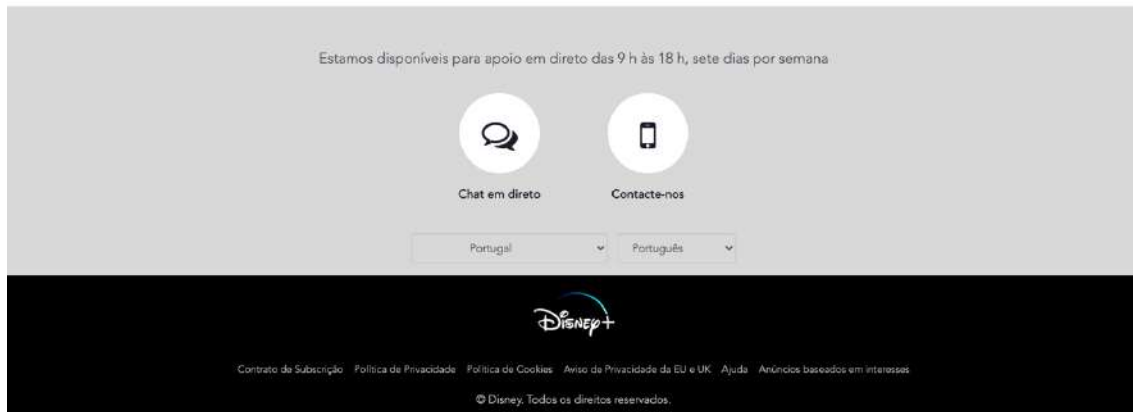 Estamos disponíveis para apoio em direto das 9 h às 18 h, sete dias por semana
Chat em direto Contacte-nos
Portugal Português
Disney+
Contrato de Subscrição Política de Privacidade Política de Cookies Aviso de Privacidade da EU e UK Ajuda Anúncios baseados em interesses
© Disney. Todos os direitos reservados.